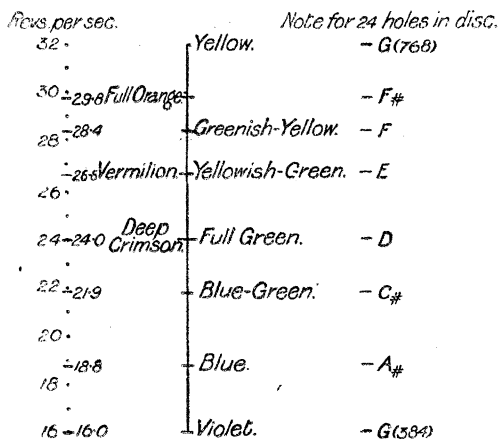 Revs. per sec. Note for 24 holes in disc.
32 Yellow. G (768)
30 29·8 Full Orange. F#
28·4 Greenish-Yellow. F
28
26·6 Vermilion. Yellowish-Green. E
26
Deep
24 24·0 Crimson. Full Green. D
22 21·9 Blue-Green. C#
20
18·8 Blue. A#
18
16 16·0 Violet. G (384)